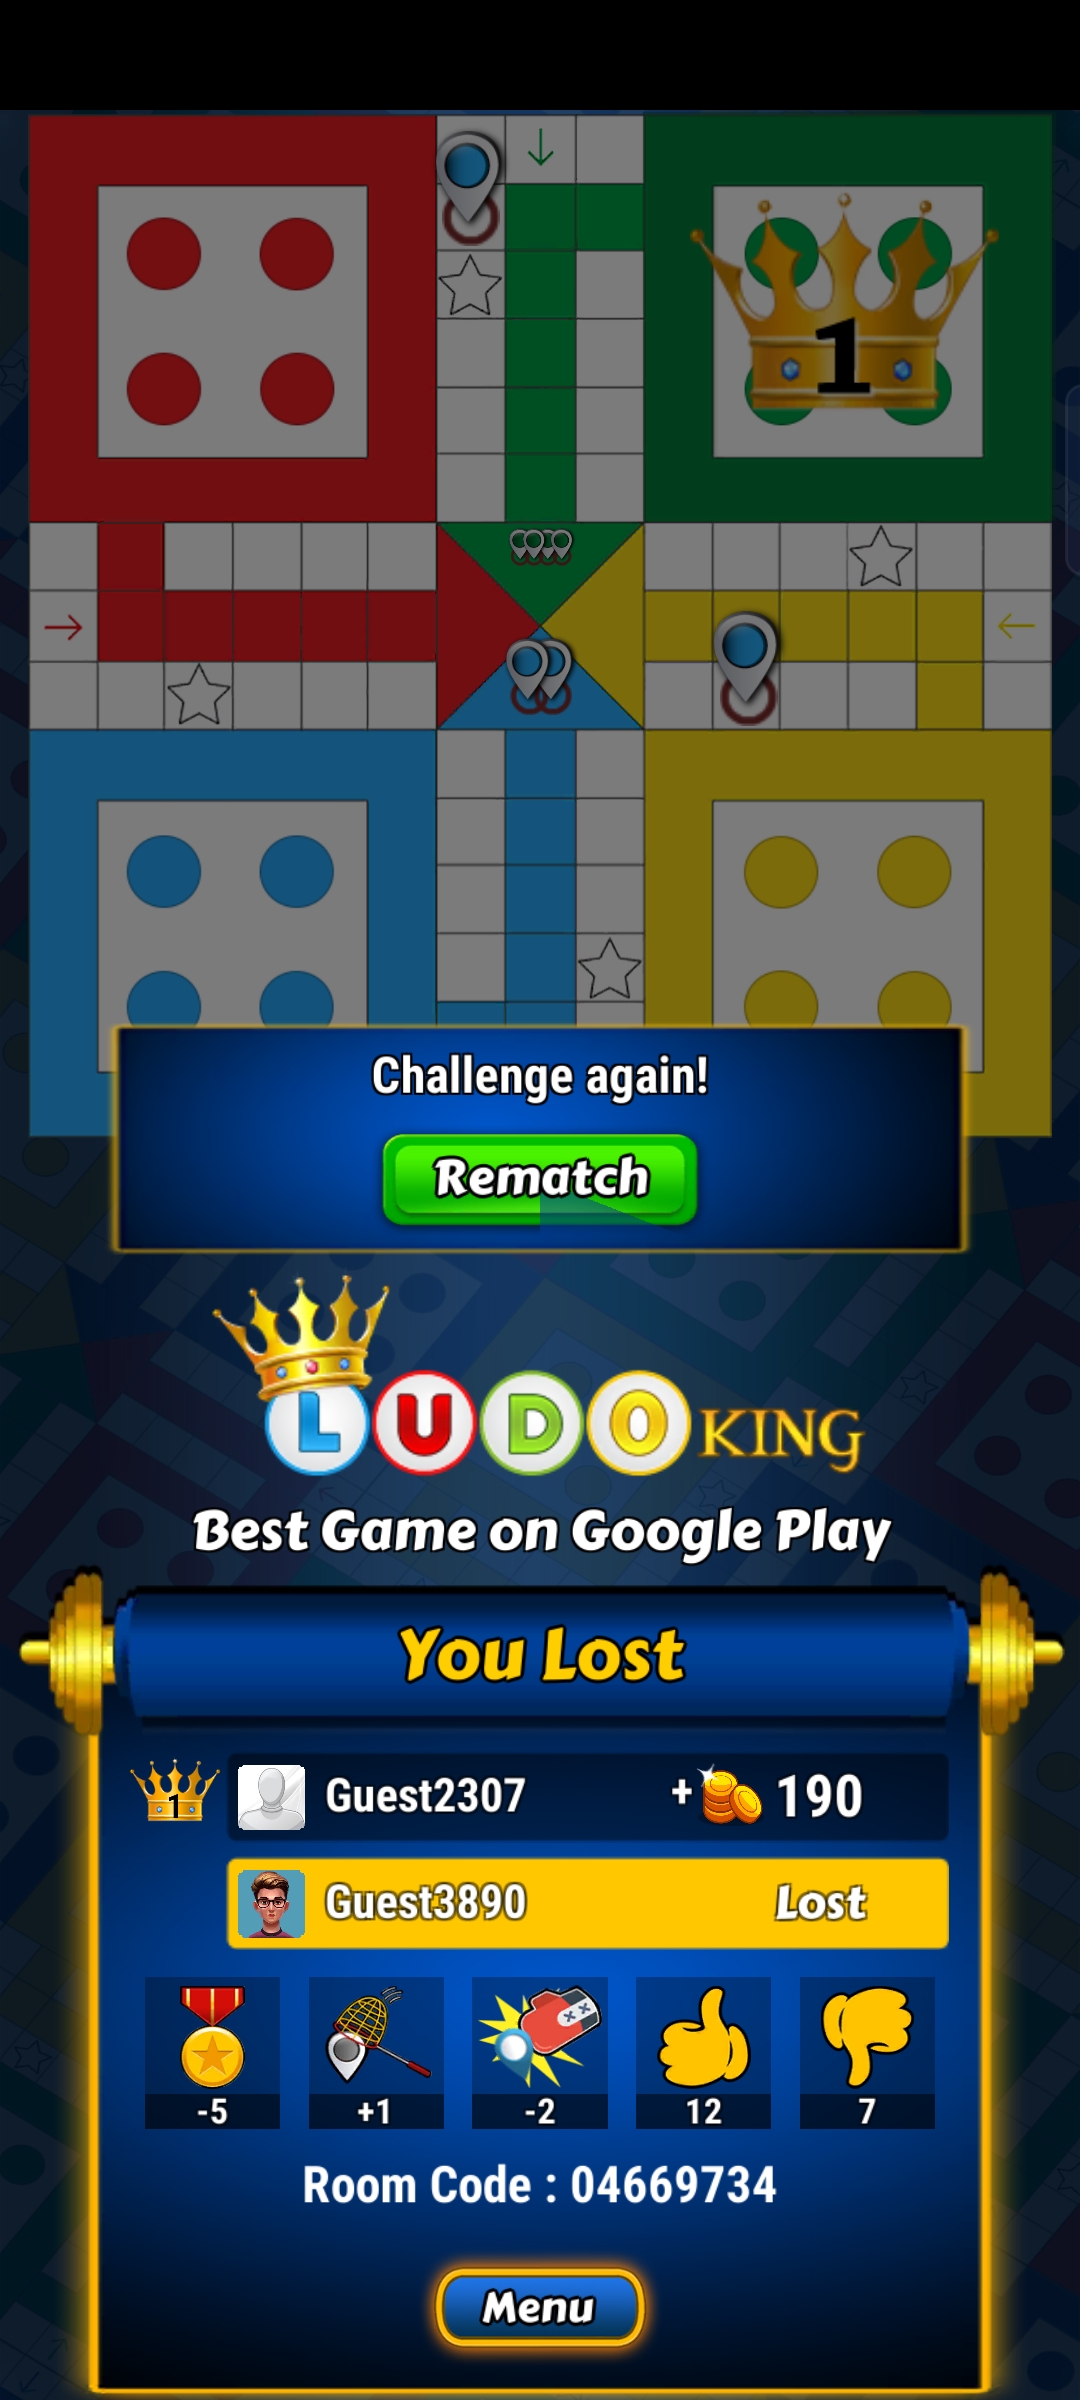 1
Challenge again!
Rematch
LUDO KING
Best Game on Google Play
You Lost
1 Guest2307 + 190
Guest3890 Lost
-5 +1 -2 12 7
Room Code : 04669734
Menu